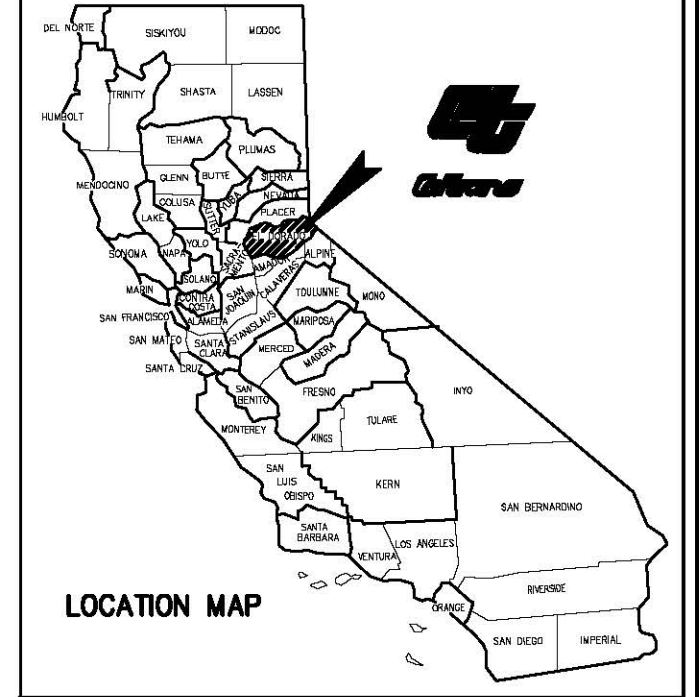 DEL NORTE
SISKIYOU
MODOC
HUMBOLT
TRINITY
SHASTA
LASSEN
TEHAMA
PLUMAS
MENDOCINO
GLENN
BUTTE
SIERRA
COLUSA
SUTTER
YUBA
NEVADA
LAKE
PLACER
SONOMA
NAPA
YOLO
SACRA-
MENTO
EL DORADO
AMADOR
ALPINE
SOLANO
CALAVERAS
MARIN
CONTRA
COSTA
SAN
JOAQUIN
TOULUMNE
MONO
SAN FRANCISCO
ALAMEDA
STANISLAUS
MARIPOSA
SAN MATEO
SANTA
CLARA
MERCED
MADERA
SANTA CRUZ
SAN
BENITO
FRESNO
INYO
MONTEREY
KINGS
TULARE
SAN
LUIS
OBISPO
KERN
SAN BERNARDINO
SANTA
BARBARA
VENTURA
LOS ANGELES
ORANGE
RIVERSIDE
SAN DIEGO
IMPERIAL
LOCATION MAP
Caltrans